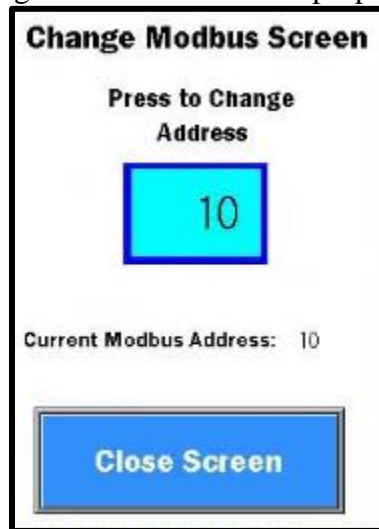 Change Modbus Screen
Press to Change
Address
10
Current Modbus Address: 10
Close Screen